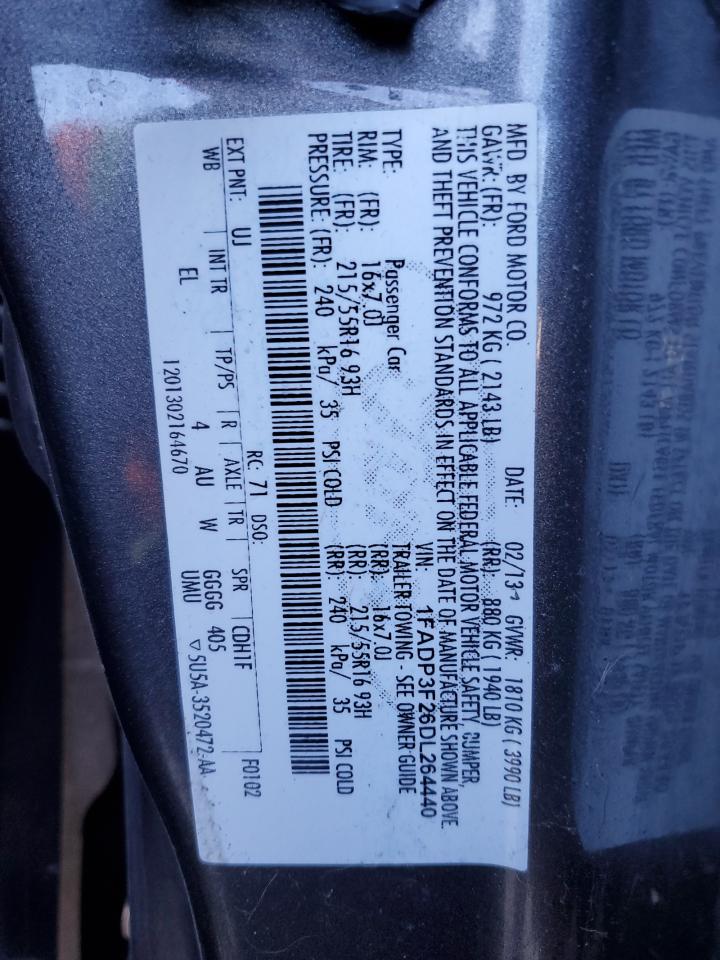 MFD BY FORD MOTOR CO. DATE: 02/13 GVWR: 1810 KG ( 3990 LB)
GAWR: (FR): 972 KG ( 2143 LB) (RR): 880 KG ( 1940 LB)
THIS VEHICLE CONFORMS TO ALL APPLICABLE FEDERAL MOTOR VEHICLE SAFETY, BUMPER,
AND THEFT PREVENTION STANDARDS IN EFFECT ON THE DATE OF MANUFACTURE SHOWN ABOVE.
VIN: 1FADP3F26DL264440
TYPE: Passenger Car TRAILER TOWING - SEE OWNER GUIDE
RIM: (FR): 16x7.0J (RR): 16x7.0J
TIRE: (FR): 215/55R16 93H (RR): 215/55R16 93H
PRESSURE: (FR): 240 kPa/ 35 PSI COLD (RR): 240 kPa/ 35 PSI COLD
EXT PNT: UJ RC: 71 DSO: F0102
WB INT TR TP/PS R AXLE TR SPR CDH1F
EL 4 AU W GGGG 405
UMU
1201302164670 ▽5U5A-3520472-AA